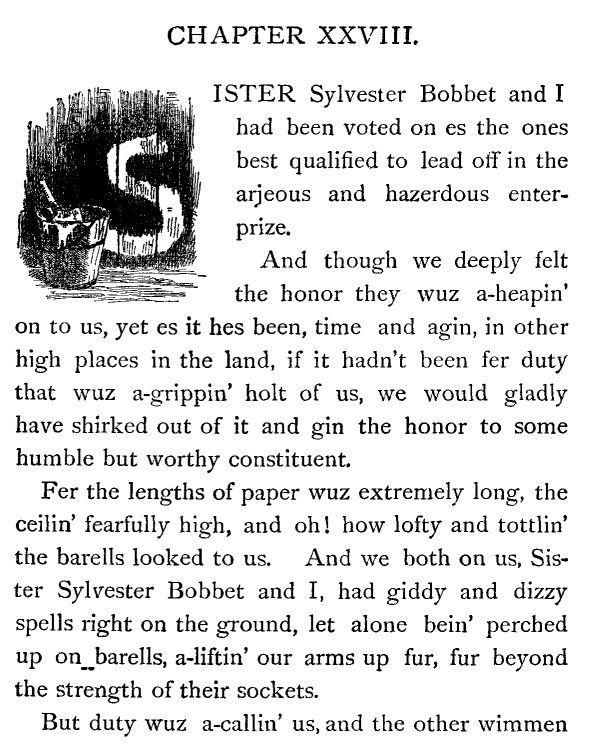 CHAPTER XXVIII.
SISTER Sylvester Bobbet and I
had been voted on es the ones
best qualified to lead off in the
arjeous and hazerdous enter-
prize.
And though we deeply felt
the honor they wuz a-heapin'
on to us, yet es it hes been, time and agin, in other
high places in the land, if it hadn't been fer duty
that wuz a-grippin' holt of us, we would gladly
have shirked out of it and gin the honor to some
humble but worthy constituent.
Fer the lengths of paper wuz extremely long, the
ceilin' fearfully high, and oh! how lofty and tottlin'
the barells looked to us. And we both on us, Sis-
ter Sylvester Bobbet and I, had giddy and dizzy
spells right on the ground, let alone bein' perched
up on barells, a-liftin' our arms up fur, fur beyond
the strength of their sockets.
But duty wuz a-callin' us, and the other wimmen